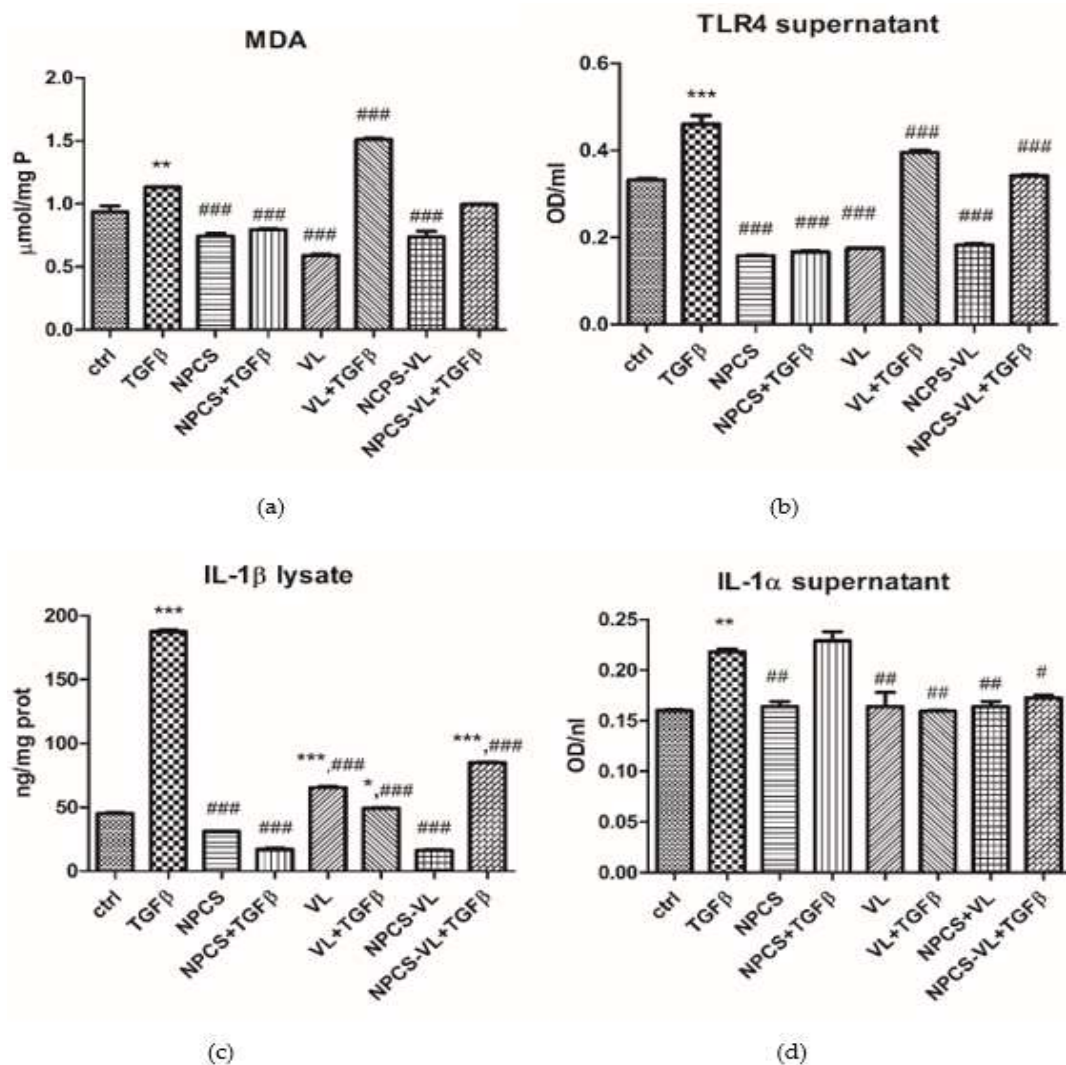 MDA
μmol/mg P
2.0
1.5
1.0
0.5
0.0
**
###
###
###
###
###
ctrl
TGFβ
NPCS
NPCS+TGFβ
VL
VL+TGFβ
NCPS-VL
NPCS-VL+TGFβ
(a)
TLR4 supernatant
OD/ml
0.6
0.4
0.2
0.0
***
###
###
###
###
###
###
ctrl
TGFβ
NPCS
NPCS+TGFβ
VL
VL+TGFβ
NCPS-VL
NPCS-VL+TGFβ
(b)
IL-1β lysate
ng/mg prot
200
150
100
50
0
***
###
###
***,###
*,###
###
***,###
ctrl
TGFβ
NPCS
NPCS+TGFβ
VL
VL+TGFβ
NPCS-VL
NPCS-VL+TGFβ
(c)
IL-1α supernatant
OD/nl
0.25
0.20
0.15
0.10
0.05
0.00
**
##
##
##
##
#
ctrl
TGFβ
NPCS
NPCS+TGFβ
VL
VL+TGFβ
NPCS+VL
NPCS-VL+TGFβ
(d)